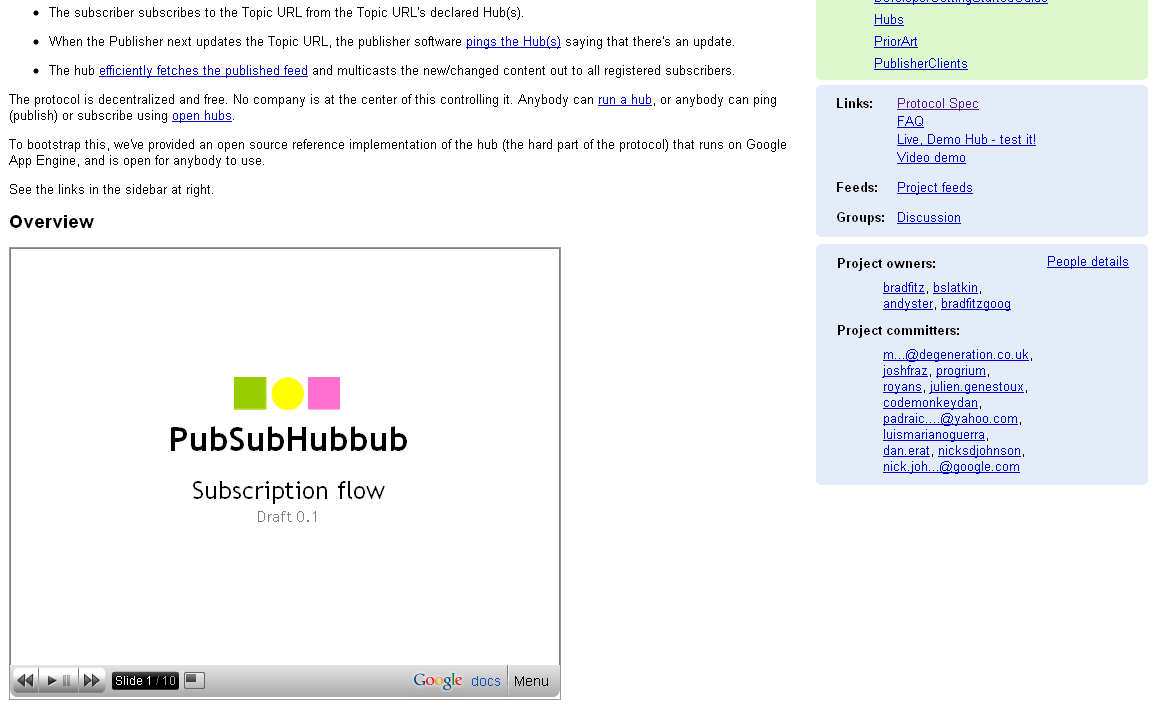 The subscriber subscribes to the Topic URL from the Topic URL's declared Hub(s).
When the Publisher next updates the Topic URL, the publisher software pings the Hub(s) saying that there's an update.
The hub efficiently fetches the published feed and multicasts the new/changed content out to all registered subscribers.
The protocol is decentralized and free. No company is at the center of this controlling it. Anybody can run a hub, or anybody can ping
(publish) or subscribe using open hubs.
To bootstrap this, we've provided an open source reference implementation of the hub (the hard part of the protocol) that runs on Google
App Engine, and is open for anybody to use.
See the links in the sidebar at right.
Overview
PubSubHubbub
Subscription flow
Draft 0.1
Slide 1 / 10
Google docs
Menu
Hubs
PriorArt
PublisherClients
Links: Protocol Spec
FAQ
Live, Demo Hub - test it!
Video demo
Feeds: Project feeds
Groups: Discussion
Project owners: People details
bradfitz, bslatkin,
andyster, bradfitzgoog
Project committers:
m...@degeneration.co.uk,
joshfraz, progrium,
royans, julien.genestoux,
codemonkeydan,
padraic....@yahoo.com,
luismarianoguerra,
dan.erat, nicksdjohnson,
nick.joh...@google.com